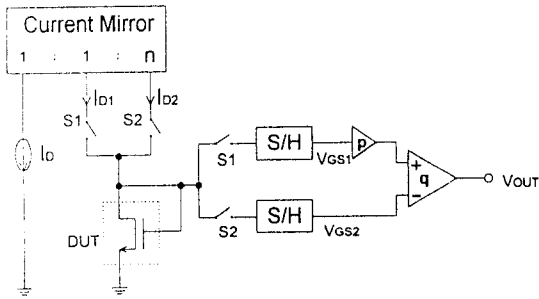 Current Mirror
1 : 1 : n
ID1
ID2
S1
S2
ID
S1
S/H
VGS1
p
+
q
−
VOUT
S2
S/H
VGS2
DUT